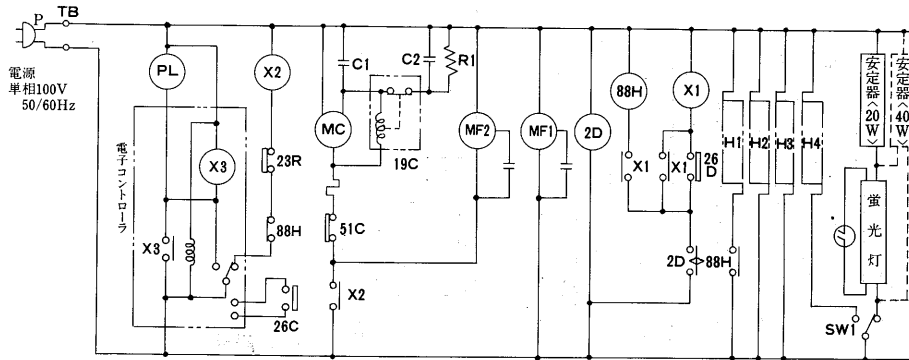 P
TB
電源
単相100V
50/60Hz
電子コントローラ
PL
X3
X3
X2
23R
88H
26C
C1
C2
R1
MC
19C
51C
X2
MF2
MF1
2D
88H
X1
X1
X1
26
D
2D
88H
H1
H2
H3
H4
安定器〈20W〉
安定器〈40W〉
蛍光灯
SW1